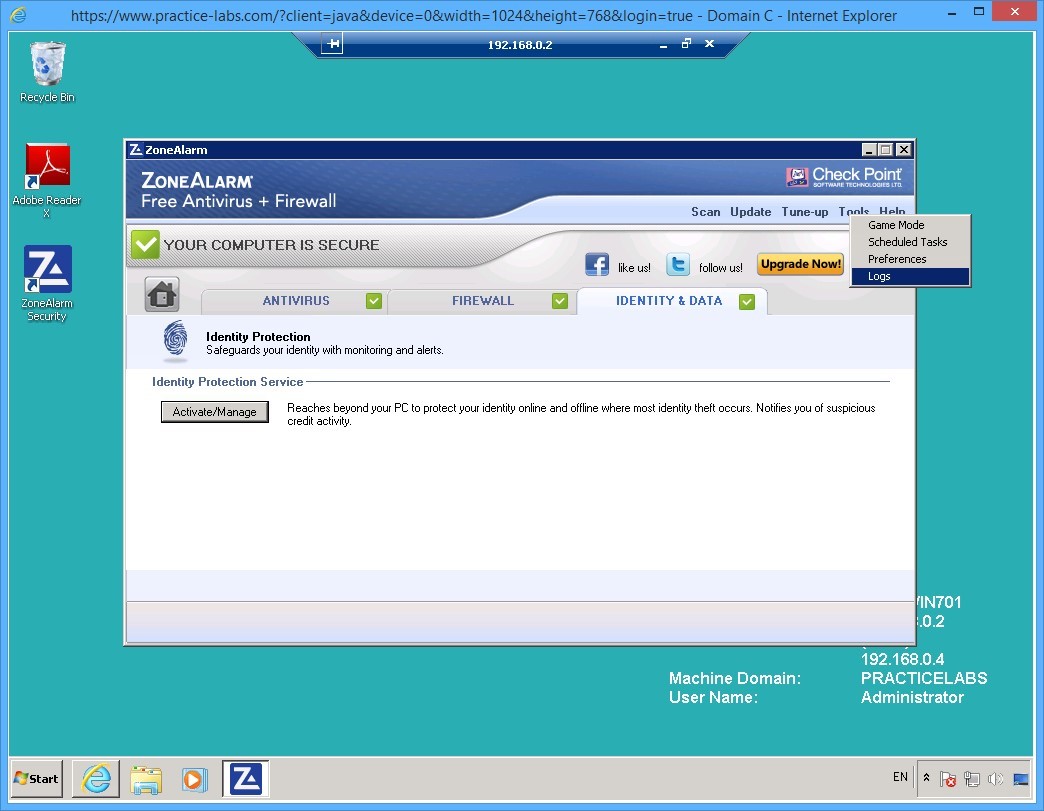 https://www.practice-labs.com/?client=java&device=0&width=1024&height=768&login=true - Domain C - Internet Explorer
192.168.0.2
Recycle Bin
Adobe Reader X
ZoneAlarm Security
ZoneAlarm
ZONEALARM
Free Antivirus + Firewall
Check Point
SOFTWARE TECHNOLOGIES LTD.
Scan Update Tune-up Tools Help
Game Mode
Scheduled Tasks
Preferences
Logs
YOUR COMPUTER IS SECURE
like us! follow us! Upgrade Now!
ANTIVIRUS FIREWALL IDENTITY & DATA
Identity Protection
Safeguards your identity with monitoring and alerts.
Identity Protection Service
Activate/Manage
Reaches beyond your PC to protect your identity online and offline where most identity theft occurs. Notifies you of suspicious
credit activity.
IN701
.0.2
192.168.0.4
Machine Domain: PRACTICELABS
User Name: Administrator
Start
EN